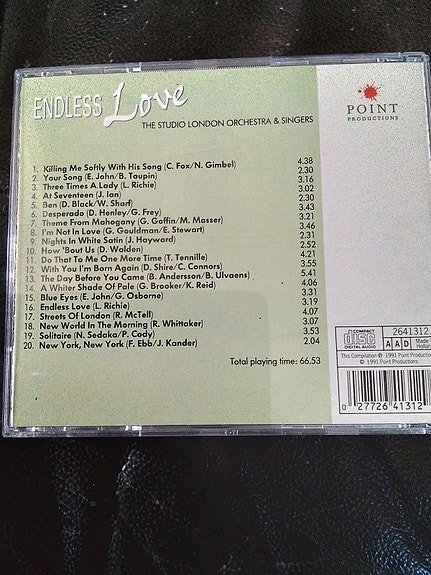 ENDLESS Love
THE STUDIO LONDON ORCHESTRA & SINGERS
POINT
PRODUCTIONS
1. Killing Me Softly With His Song (C. Fox/N. Gimbel) 4.38
2. Your Song (E. John/B. Taupin) 2.30
3. Three Times A Lady (L. Richie) 3.16
4. At Seventeen (J. Ian) 3.02
5. Ben (D. Black/W. Sharf) 2.30
6. Desperado (D. Henley/G. Frey) 3.43
7. Theme From Mahogany (G. Goffin/M. Masser) 3.21
8. I'm Not In Love (G. Gouldman/E. Stewart) 3.46
9. Nights In White Satin (J. Hayward) 2.31
10. How 'Bout Us (D. Walden) 2.52
11. Do That To Me One More Time (T. Tennille) 4.21
12. With You I'm Born Again (D. Shire/C. Connors) 3.55
13. The Day Before You Came (B. Andersson/B. Ulvaens) 5.41
14. A Whiter Shade Of Pale (G. Brooker/K. Reid) 4.06
15. Blue Eyes (E. John/G. Osborne) 3.31
16. Endless Love (L. Richie) 3.19
17. Streets Of London (R. McTell) 4.07
18. New World In The Morning (R. Whittaker) 3.07
19. Solitaire (N. Sedaka/P. Cody) 3.53
20. New York, New York (F. Ebb/J. Kander) 2.04
Total playing time: 66.53
COMPACT
disc
DIGITAL AUDIO
2641312
AAD
Made in
Holland
This Compilation ℗ 1991 Point Productions
© 1991 Point Productions
0 27726 41312